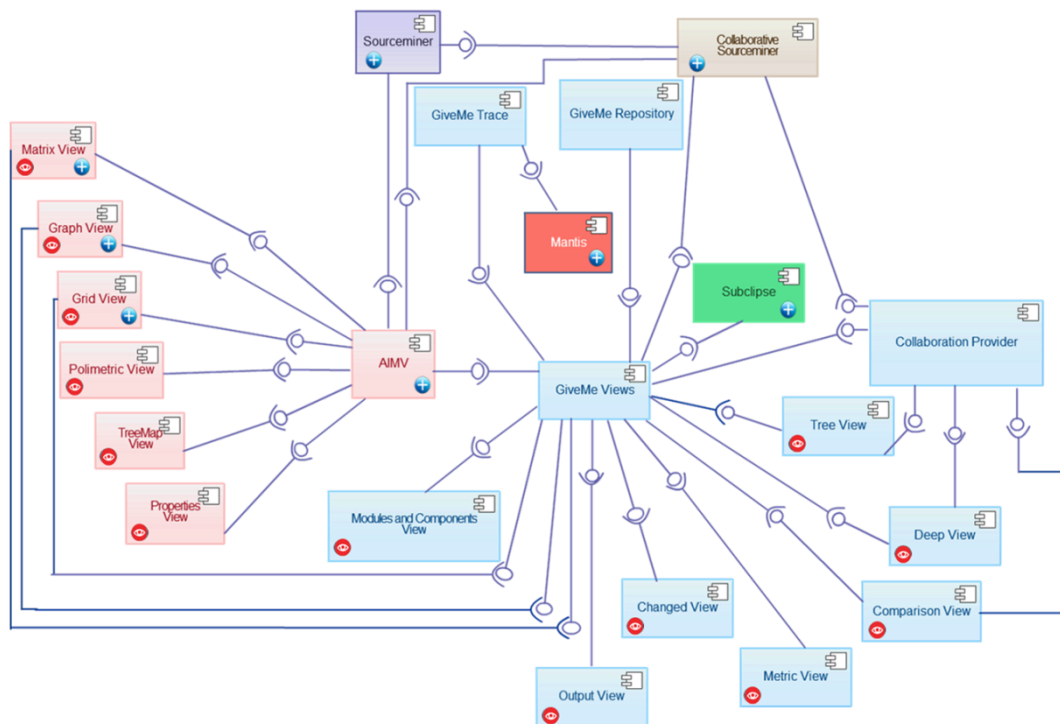 Sourceminer
Collaborative
Sourceminer
GiveMe Trace
GiveMe Repository
Matrix View
Graph View
Mantis
Grid View
Subclipse
Polimetric View
AIMV
Collaboration Provider
GiveMe Views
TreeMap
View
Tree View
Properties
View
Modules and Components
View
Deep View
Changed View
Comparison View
Metric View
Output View